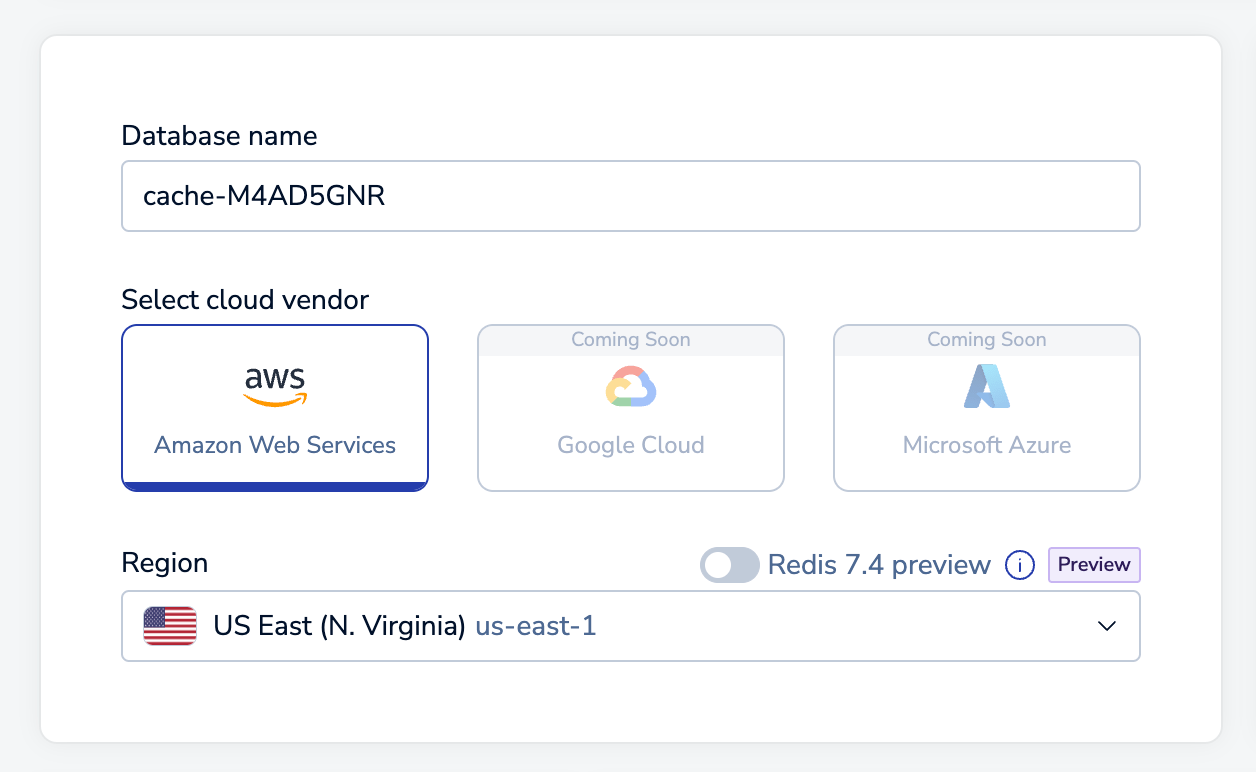 Database name
cache-M4AD5GNR
Select cloud vendor
aws
Amazon Web Services
Coming Soon
Google Cloud
Coming Soon
Microsoft Azure
Region
Redis 7.4 preview
i
Preview
US East (N. Virginia) us-east-1